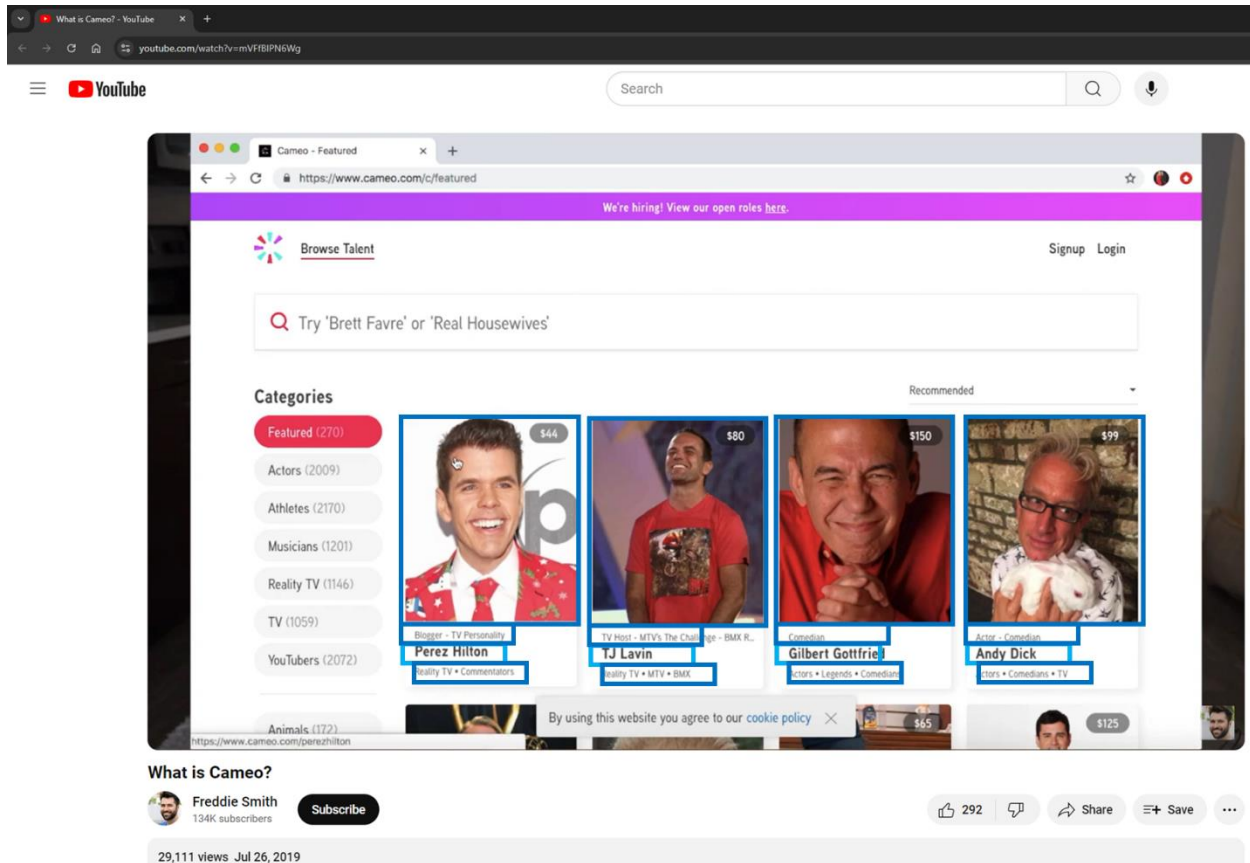 What is Cameo? - YouTube
youtube.com/watch?v=mVFfBIPN6Wg
YouTube
Search
Cameo - Featured
https://www.cameo.com/c/featured
We're hiring! View our open roles here.
Browse Talent
Signup Login
Try 'Brett Favre' or 'Real Housewives'
Categories
Recommended
Featured (270)
Actors (2009)
Athletes (2170)
Musicians (1201)
Reality TV (1146)
TV (1059)
YouTubers (2072)
Animals (172)
$44
Blogger - TV Personality
Perez Hilton
Reality TV • Commentators
$80
TV Host - MTV's The Challenge - BMX R...
TJ Lavin
Reality TV • MTV • BMX
$150
Comedian
Gilbert Gottfried
Actors • Legends • Comedians
$99
Actor - Comedian
Andy Dick
Actors • Comedians • TV
By using this website you agree to our cookie policy
$65
$125
https://www.cameo.com/perezhilton
What is Cameo?
Freddie Smith
134K subscribers
Subscribe
292
Share
Save
29,111 views Jul 26, 2019